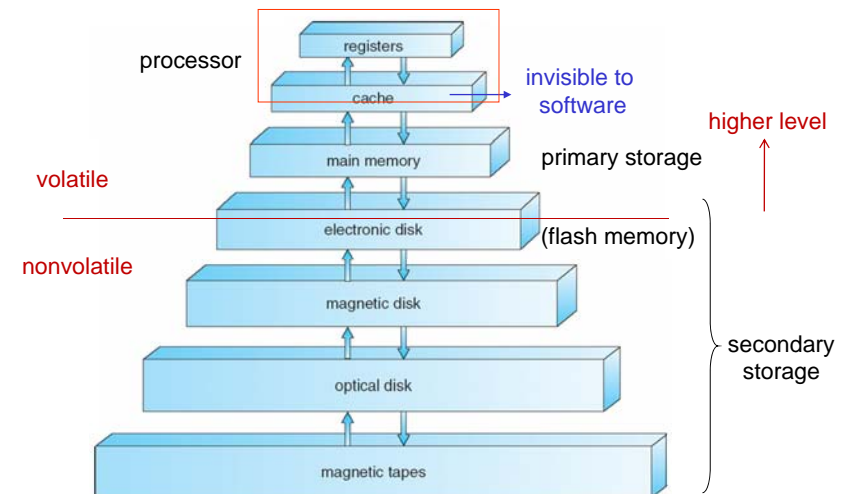 registers
processor
cache
invisible to
software
higher level
main memory
primary storage
volatile
electronic disk
(flash memory)
nonvolatile
magnetic disk
secondary
storage
optical disk
magnetic tapes